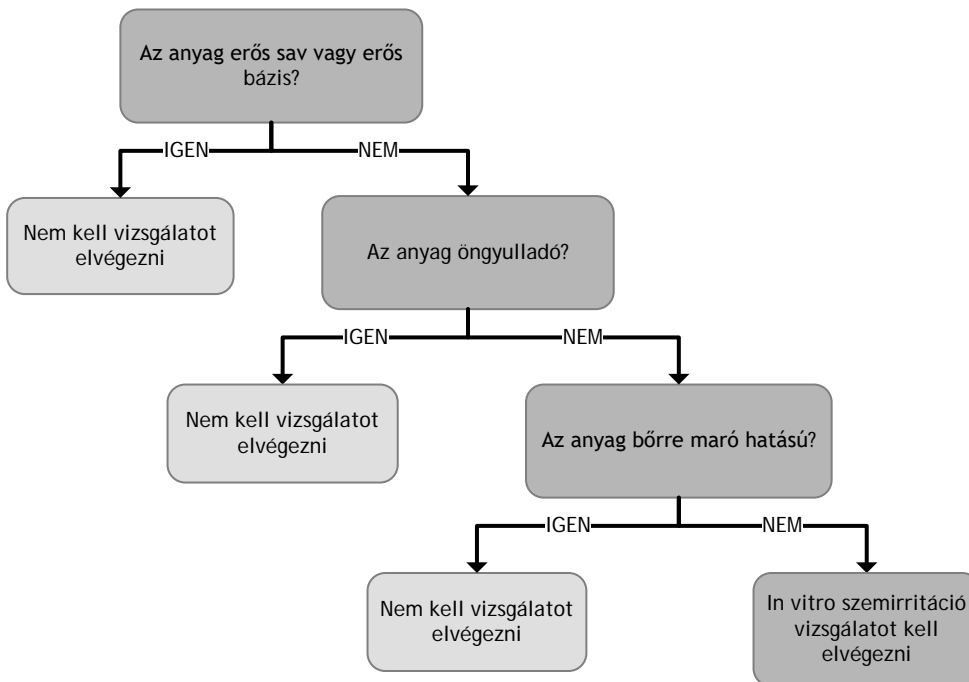 Az anyag erős sav vagy erős
bázis?
IGEN
NEM
Nem kell vizsgálatot
elvégezni
Az anyag öngyulladó?
IGEN
NEM
Nem kell vizsgálatot
elvégezni
Az anyag bőrre maró hatású?
IGEN
NEM
Nem kell vizsgálatot
elvégezni
In vitro szemirritáció
vizsgálatot kell
elvégezni